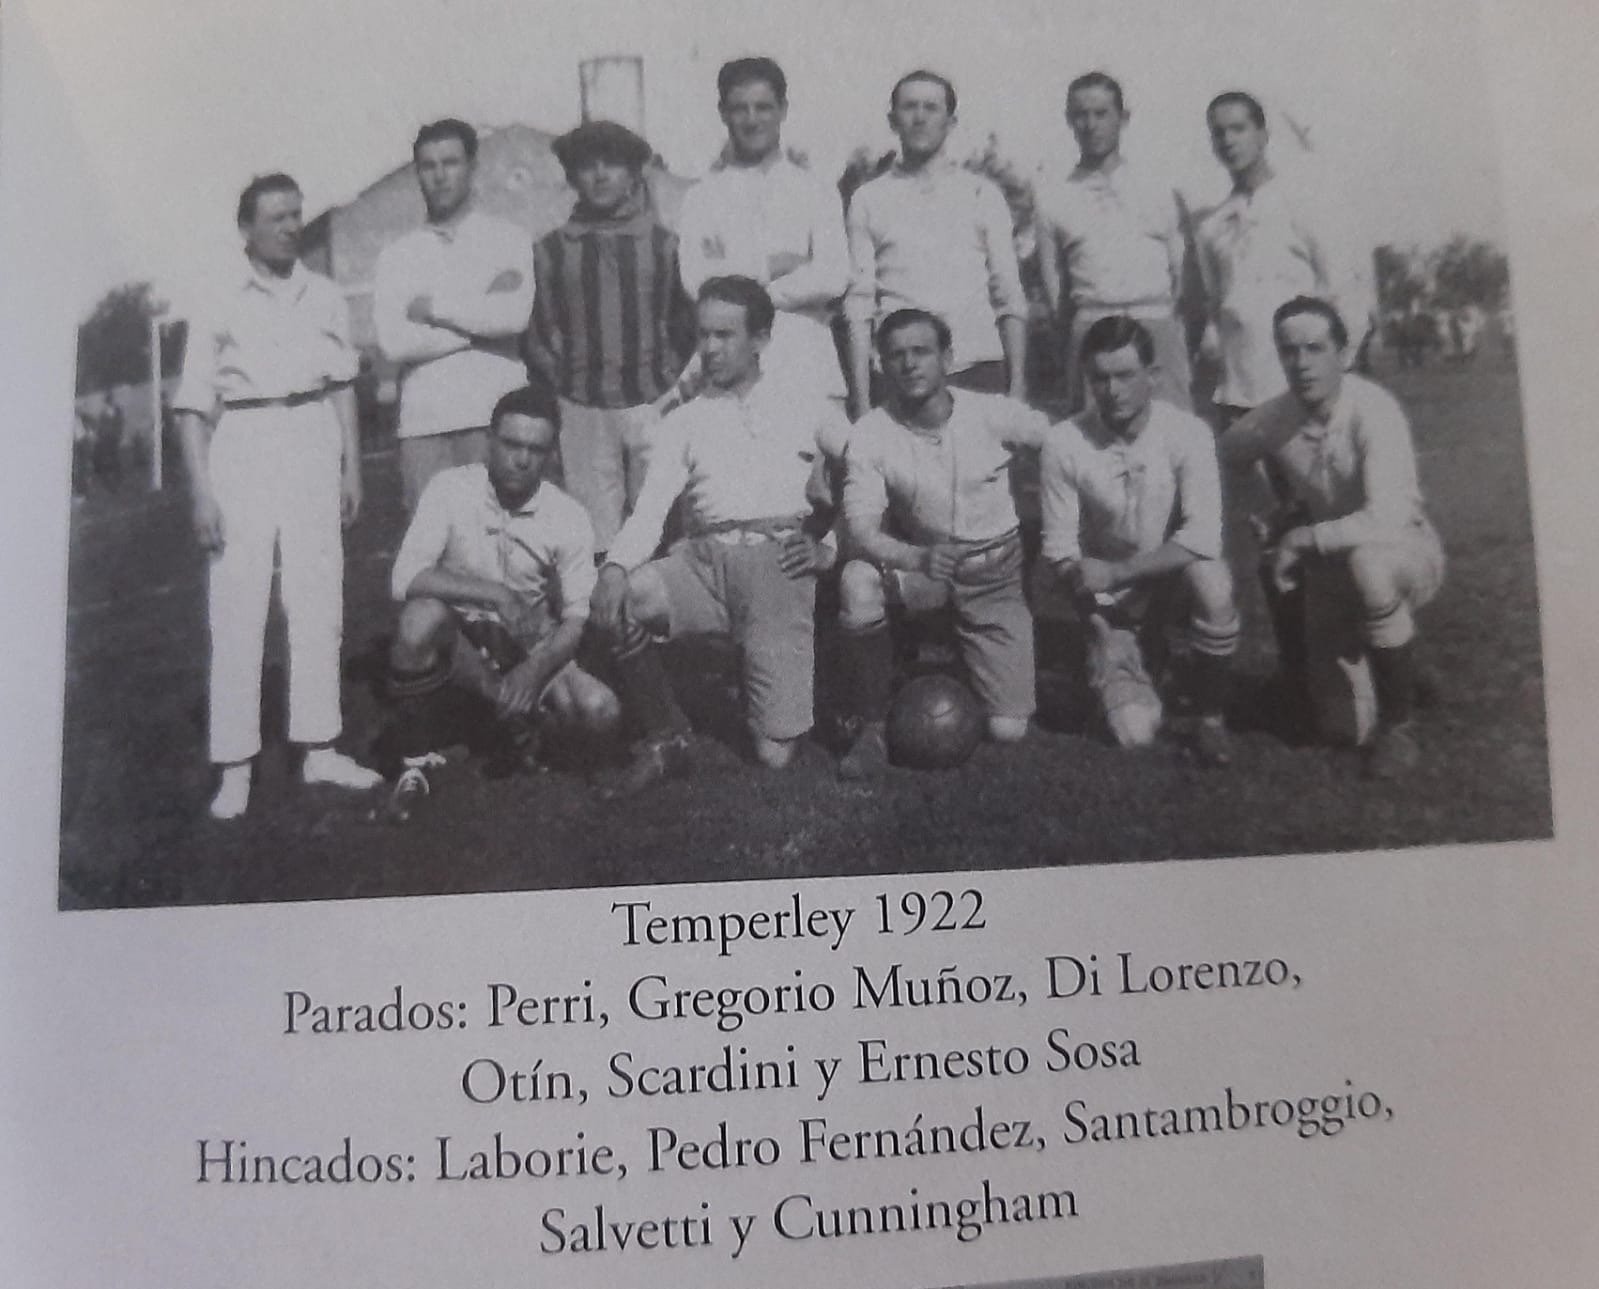 Temperley 1922
Parados: Perri, Gregorio Muñoz, Di Lorenzo,
Otín, Scardini y Ernesto Sosa
Hincados: Laborie, Pedro Fernández, Santambroggio,
Salvetti y Cunningham